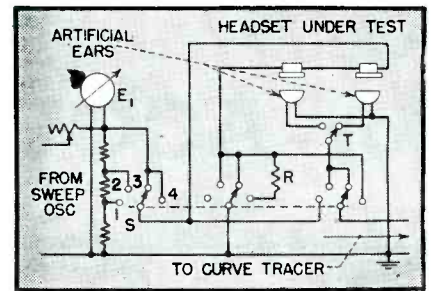 HEADSET UNDER TEST
ARTIFICIAL
EARS
E1
T
2
3
4
R
FROM
SWEEP
OSC
1
S
TO CURVE TRACER